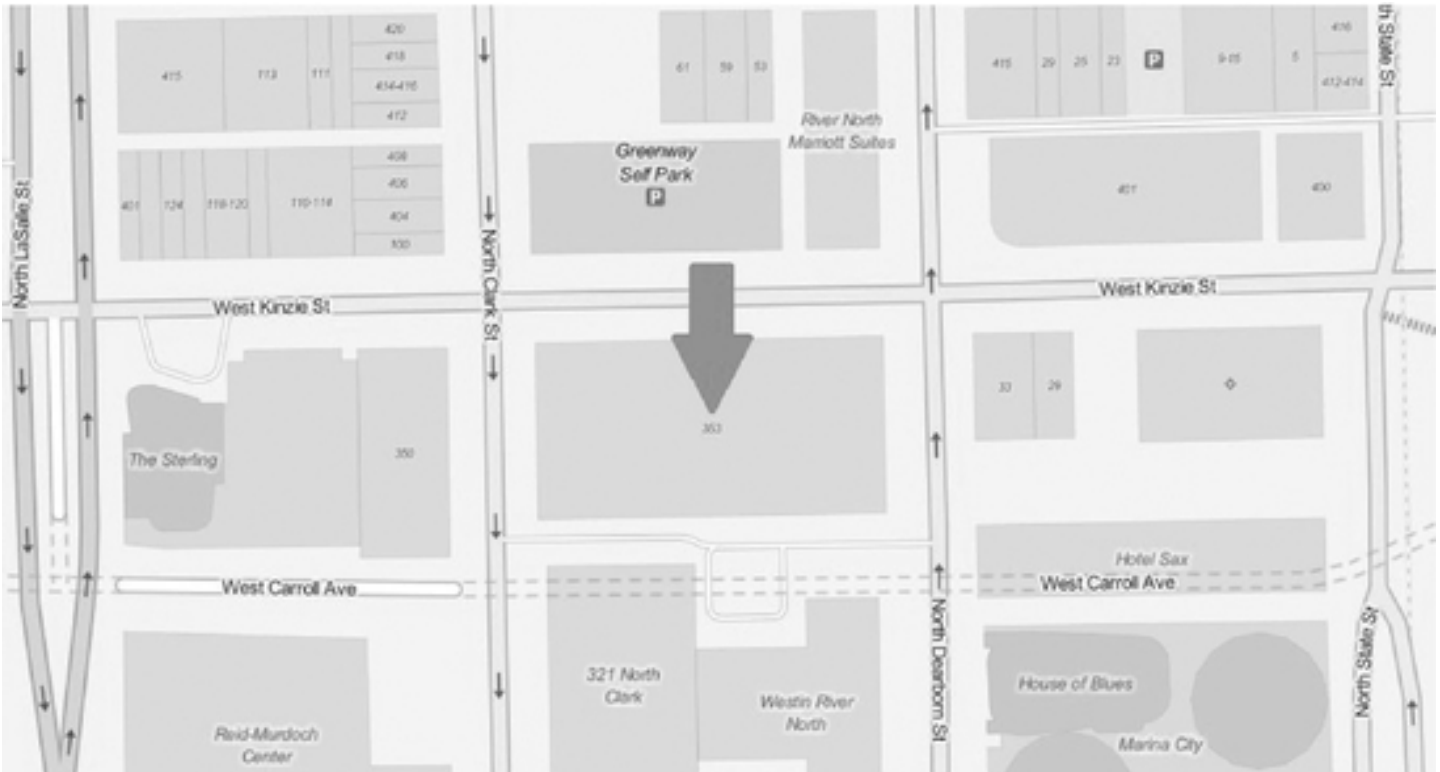 420
418
415
113
111
414-416
412
61
59
53
415
29
25
23
P
9-15
5
416
412-414
th State St
River North
Marriott Suites
Greenway
Self Park
P
408
406
401
124
118-120
110-114
404
100
401
400
North LaSalle St
North Clark St
West Kinzie St
West Kinzie St
33
29
353
The Sterling
350
Hotel Sax
West Carroll Ave
West Carroll Ave
North Dearborn St
North State St
321 North
Clark
Westin River
North
House of Blues
Marina City
Reid-Murdoch
Center